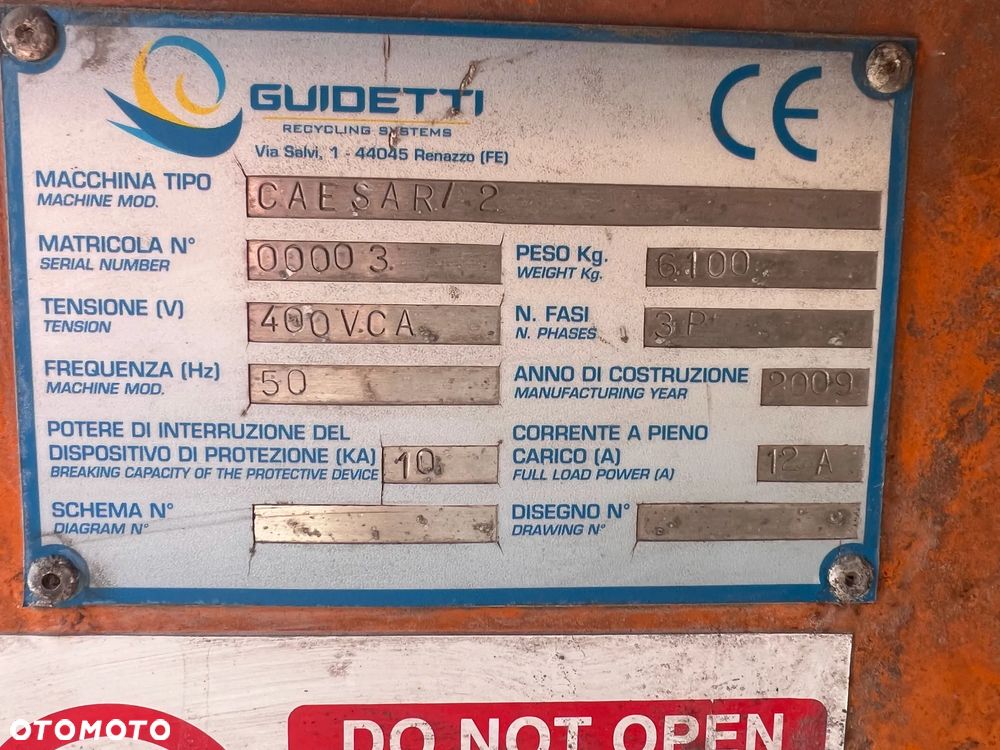 GUIDETTI
RECYCLING SYSTEMS
Via Salvi, 1 - 44045 Renazzo (FE)
CE
MACCHINA TIPO
MACHINE MOD.
CAESAR/2
MATRICOLA N°
SERIAL NUMBER
00003
PESO Kg.
WEIGHT Kg.
6.100
TENSIONE (V)
TENSION
400VCA
N. FASI
N. PHASES
3P
FREQUENZA (Hz)
MACHINE MOD.
50
ANNO DI COSTRUZIONE
MANUFACTURING YEAR
2009
POTERE DI INTERRUZIONE DEL
DISPOSITIVO DI PROTEZIONE (KA)
BREAKING CAPACITY OF THE PROTECTIVE DEVICE
10
CORRENTE A PIENO
CARICO (A)
FULL LOAD POWER (A)
12 A
SCHEMA N°
DIAGRAM N°
DISEGNO N°
DRAWING N°
DO NOT OPEN
OTOMOTO